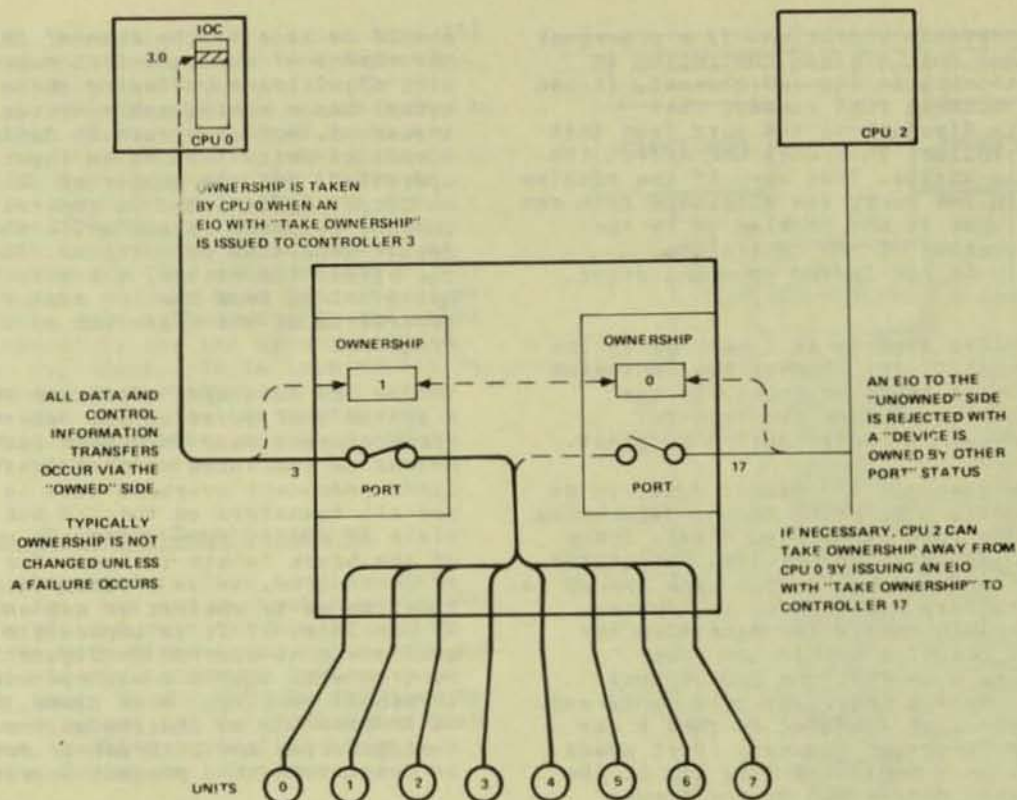 IOC
3.0
CPU 0
CPU 2
OWNERSHIP IS TAKEN
BY CPU 0 WHEN AN
EIO WITH "TAKE OWNERSHIP"
IS ISSUED TO CONTROLLER 3
OWNERSHIP
1
OWNERSHIP
0
ALL DATA AND
CONTROL
INFORMATION
TRANSFERS
OCCUR VIA THE
"OWNED" SIDE
TYPICALLY
OWNERSHIP IS NOT
CHANGED UNLESS
A FAILURE OCCURS
3
PORT
PORT
17
AN EIO TO THE
"UNOWNED" SIDE
IS REJECTED WITH
A "DEVICE IS
OWNED BY OTHER
PORT" STATUS
IF NECESSARY, CPU 2 CAN
TAKE OWNERSHIP AWAY FROM
CPU 0 BY ISSUING AN EIO
WITH "TAKE OWNERSHIP" TO
CONTROLLER 17
UNITS 0 1 2 3 4 5 6 7